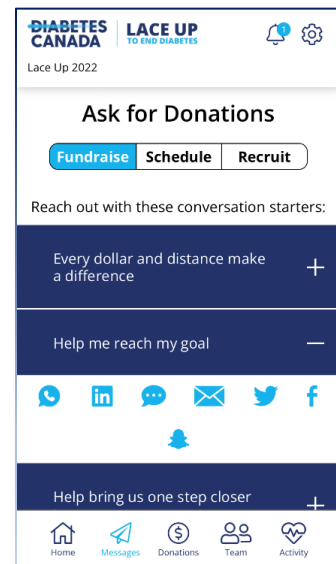 DIABETES
CANADA
LACE UP
TO END DIABETES
1
Lace Up 2022
Ask for Donations
Fundraise Schedule Recruit
Reach out with these conversation starters:
Every dollar and distance make
a difference
Help me reach my goal
Help bring us one step closer
Home Messages Donations Team Activity